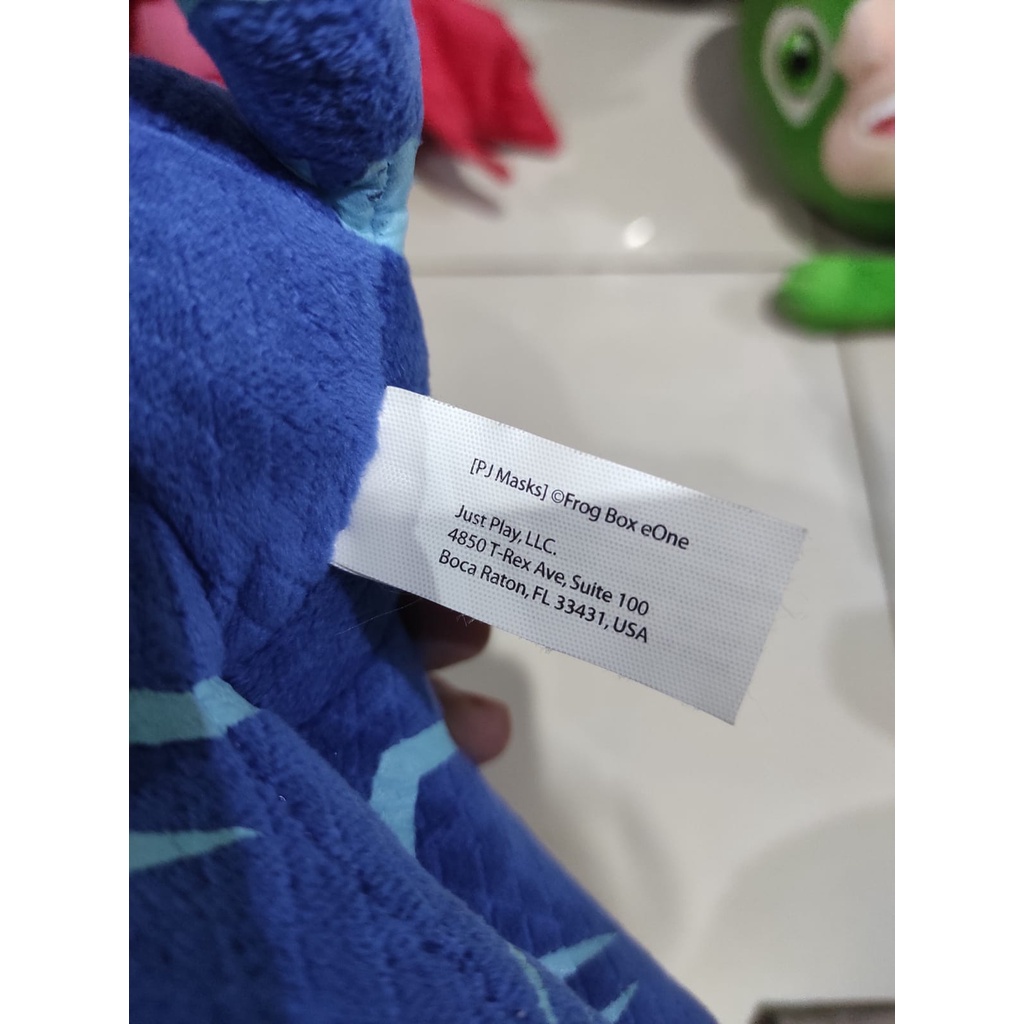 [PJ Masks] ©Frog Box eOne
Just Play, LLC.
4850 T-Rex Ave, Suite 100
Boca Raton, FL 33431, USA